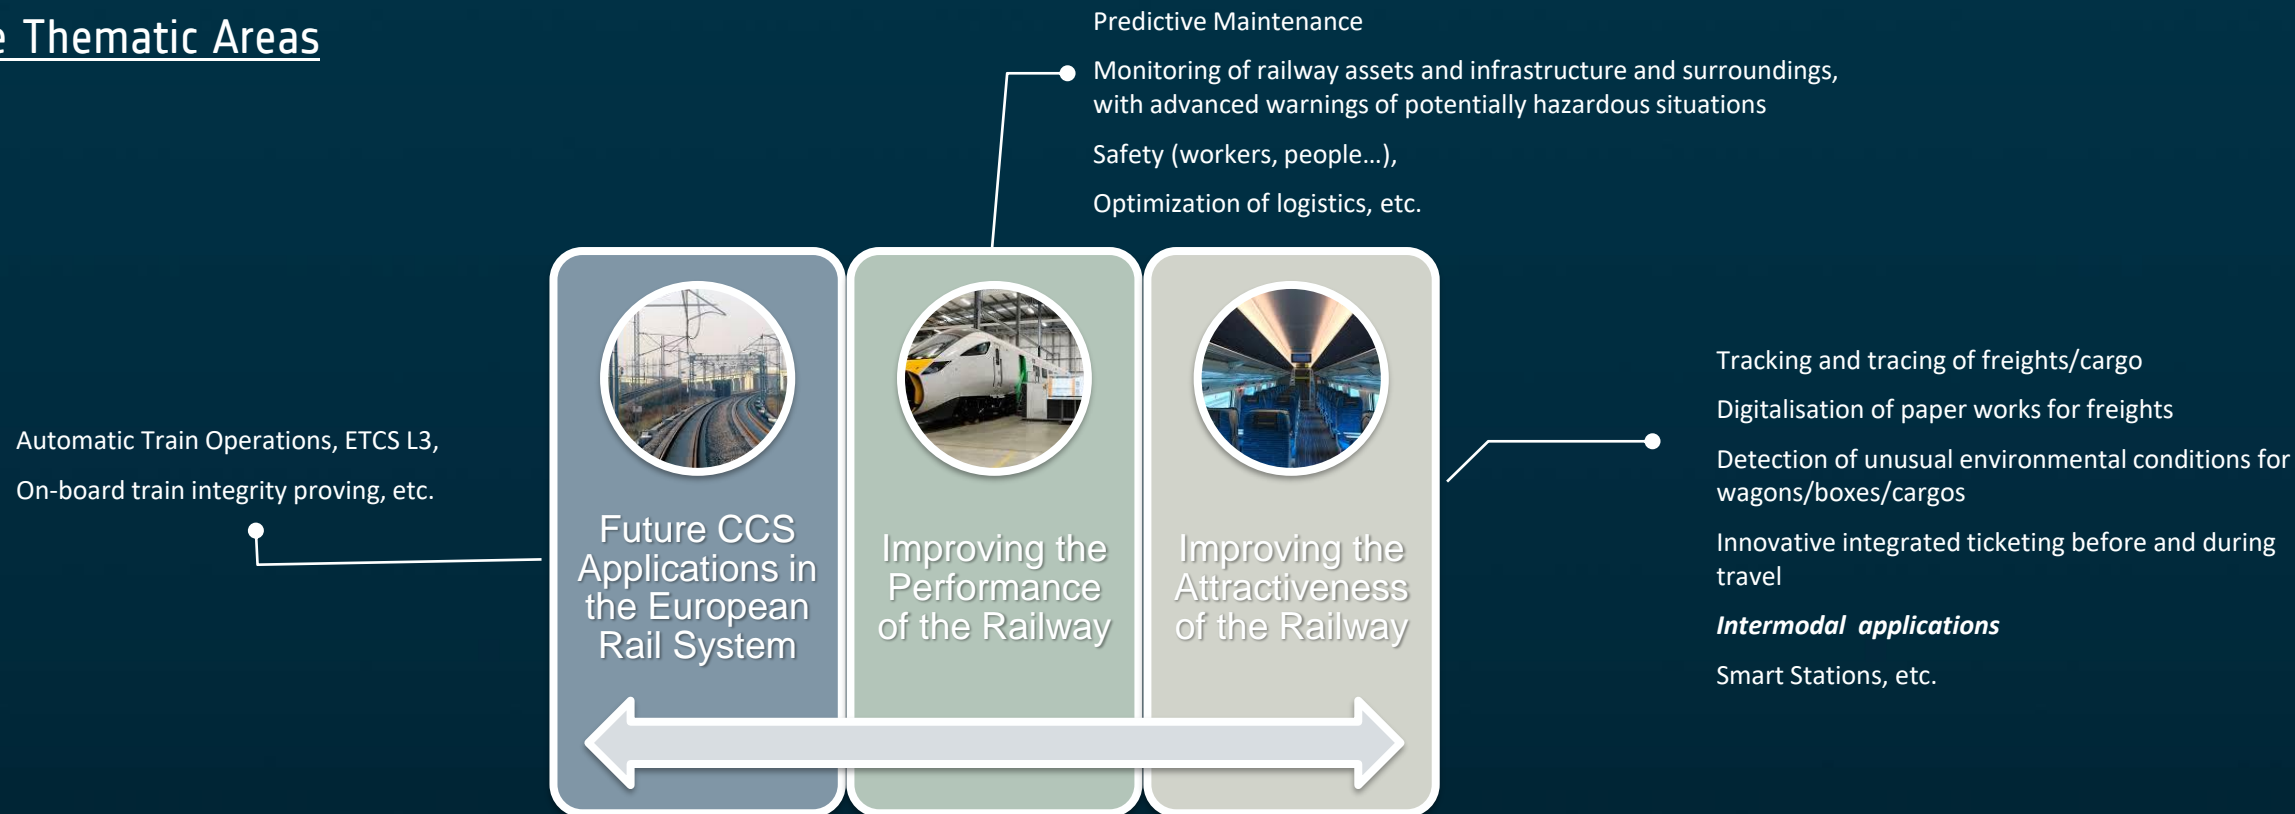 Thematic Areas
Predictive Maintenance
Monitoring of railway assets and infrastructure and surroundings,
with advanced warnings of potentially hazardous situations
Safety (workers, people…),
Optimization of logistics, etc.
Automatic Train Operations, ETCS L3,
On-board train integrity proving, etc.
Future CCS
Applications in
the European
Rail System
Improving the
Performance
of the Railway
Improving the
Attractiveness
of the Railway
Tracking and tracing of freights/cargo
Digitalisation of paper works for freights
Detection of unusual environmental conditions for
wagons/boxes/cargos
Innovative integrated ticketing before and during
travel
Intermodal applications
Smart Stations, etc.